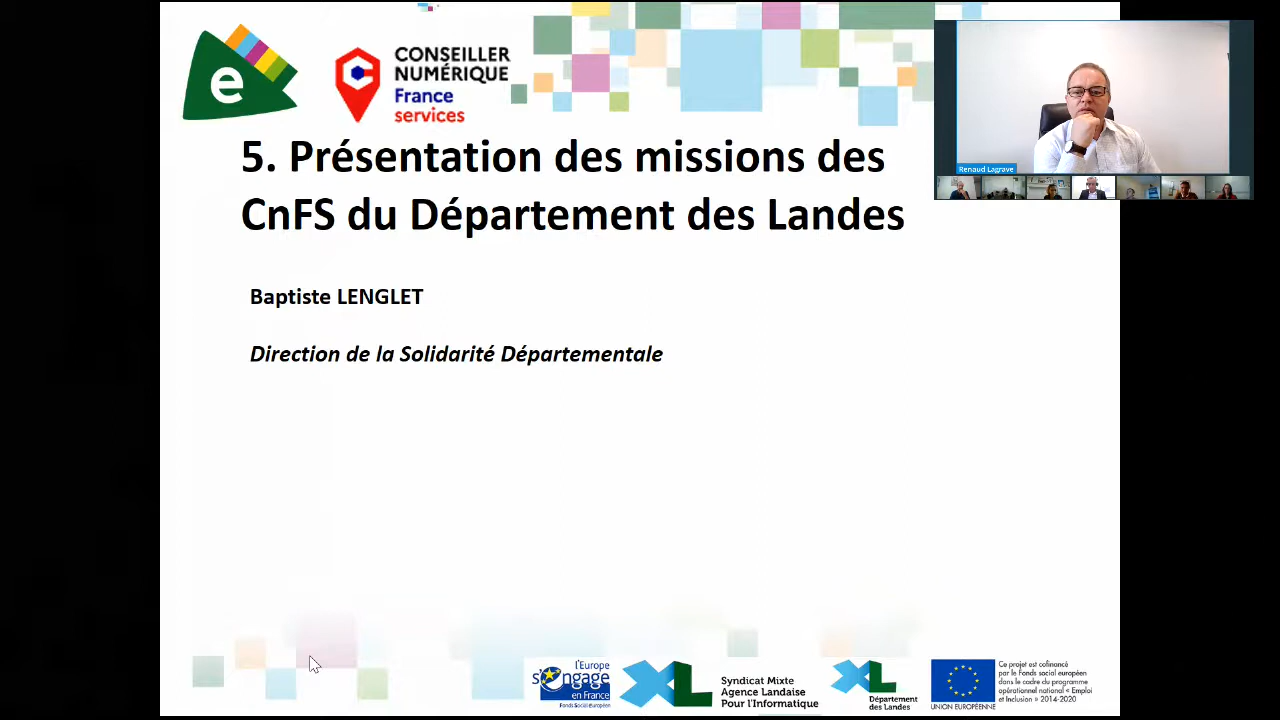 e
CONSEILLER
NUMÉRIQUE
France
services
5. Présentation des missions des
CnFS du Département des Landes
Renaud Lagrave
Baptiste LENGLET
Direction de la Solidarité Départementale
l'Europe
s'engage
en France
Fonds Social Européen
XL
Syndicat Mixte
Agence Landaise
Pour l'Informatique
XL
Département
des Landes
UNION EUROPÉENNE
Ce projet est cofinancé
par le Fonds social européen
dans le cadre du programme
opérationnel national « Emploi
et Inclusion » 2014-2020